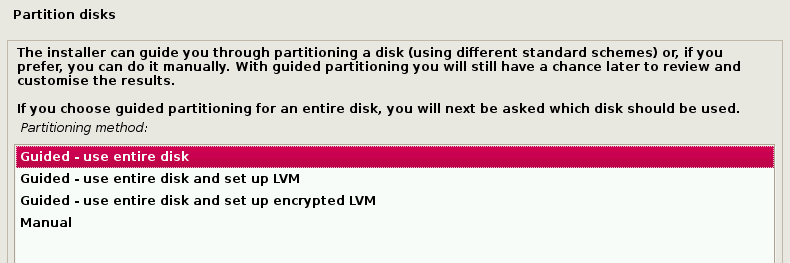 Partition disks
The installer can guide you through partitioning a disk (using different standard schemes) or, if you
prefer, you can do it manually. With guided partitioning you will still have a chance later to review and
customise the results.
If you choose guided partitioning for an entire disk, you will next be asked which disk should be used.
Partitioning method:
Guided - use entire disk
Guided - use entire disk and set up LVM
Guided - use entire disk and set up encrypted LVM
Manual